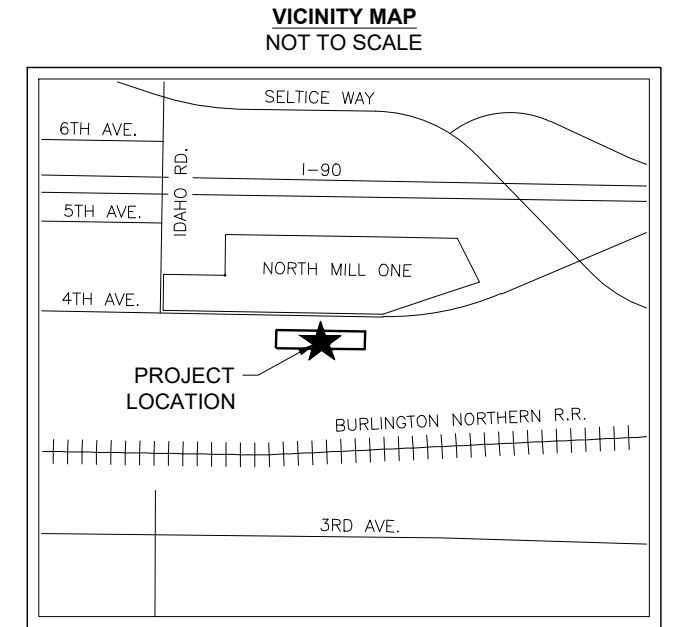 VICINITY MAP
NOT TO SCALE
SELTICE WAY
6TH AVE.
IDAHO RD.
I-90
5TH AVE.
NORTH MILL ONE
4TH AVE.
PROJECT
LOCATION
BURLINGTON NORTHERN R.R.
3RD AVE.